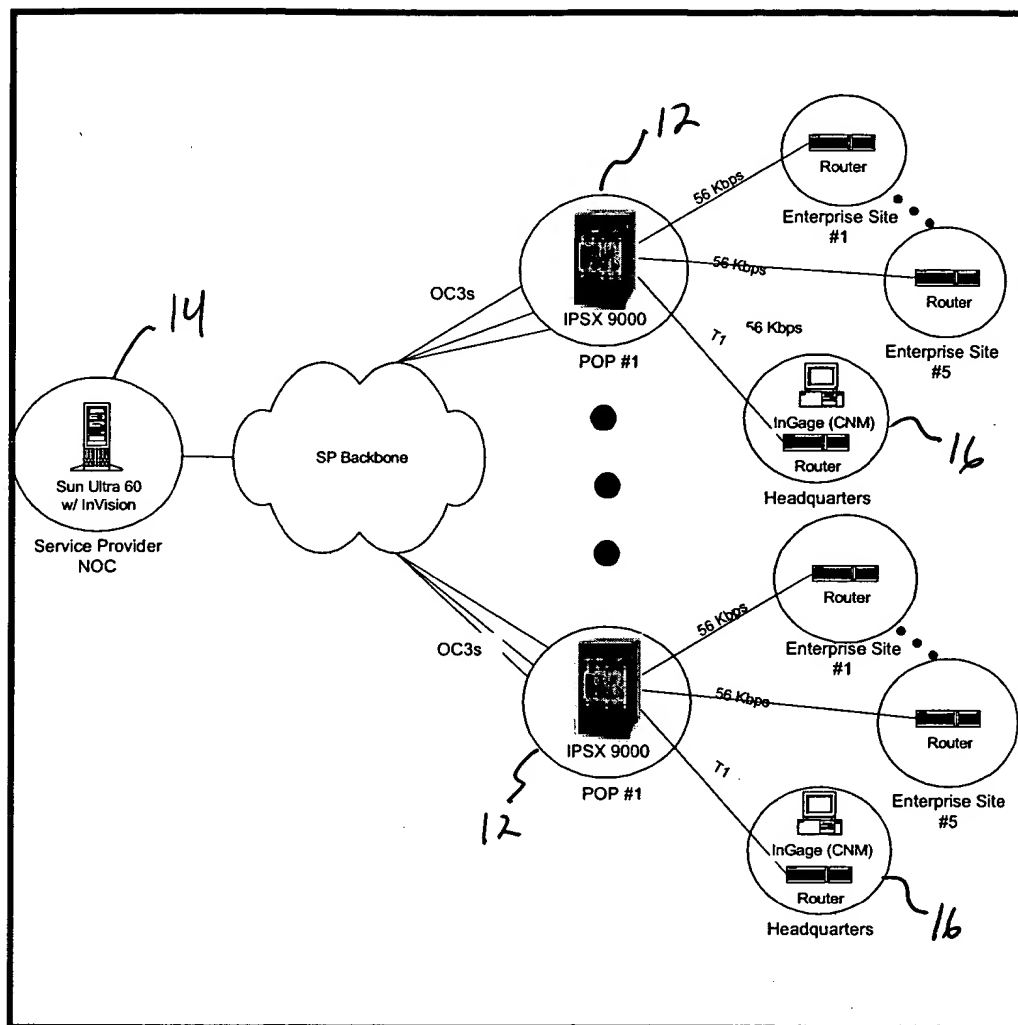 12
56 Kbps
Router
Enterprise Site
#1
56 Kbps
Router
Enterprise Site
#5
OC3s
IPSX 9000
POP #1
T1
56 Kbps
InGage (CNM)
Router
Headquarters
16
14
Sun Ultra 60
w/ InVision
Service Provider
NOC
SP Backbone
OC3s
IPSX 9000
POP #1
12
56 Kbps
Router
Enterprise Site
#1
56 Kbps
Router
Enterprise Site
#5
T1
InGage (CNM)
Router
Headquarters
16